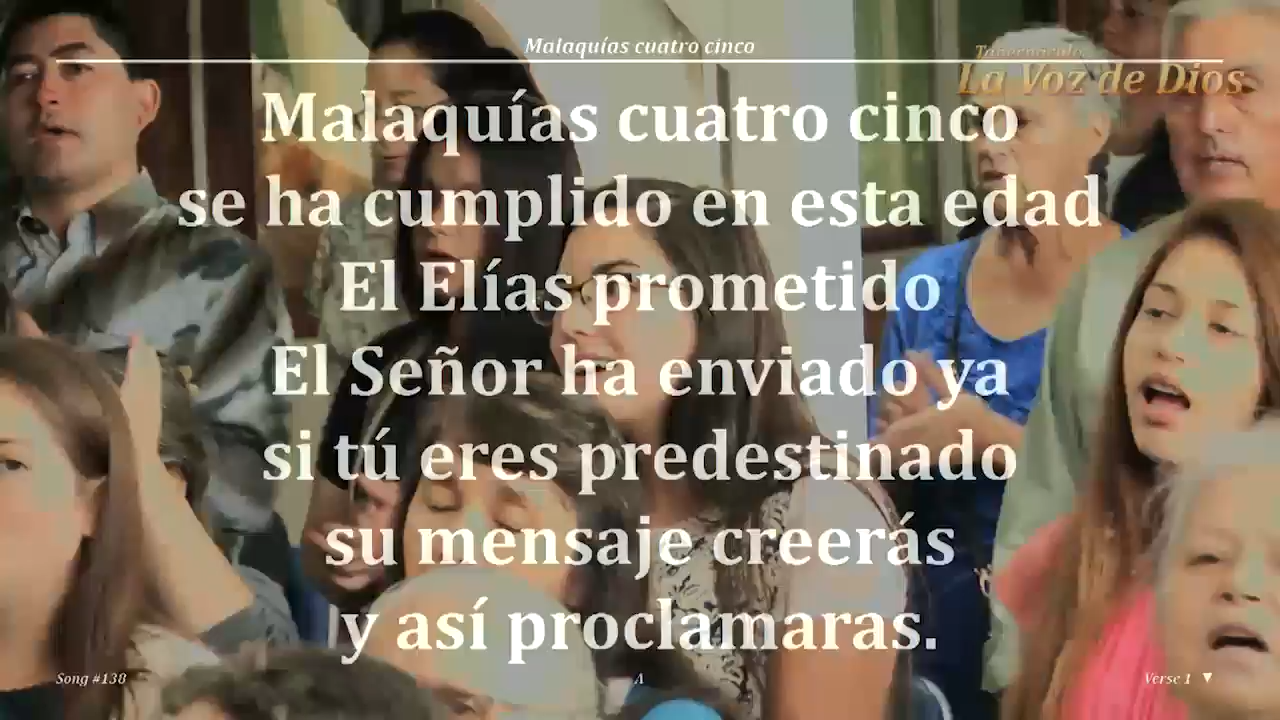 Malaquías cuatro cinco
Tabernáculo
La Voz de Dios
Malaquías cuatro cinco
se ha cumplido en esta edad
El Elías prometido
El Señor ha enviado ya
si tú eres predestinado
su mensaje creerás
y así proclamaras.
Song #138
A
Verse 1 ▼